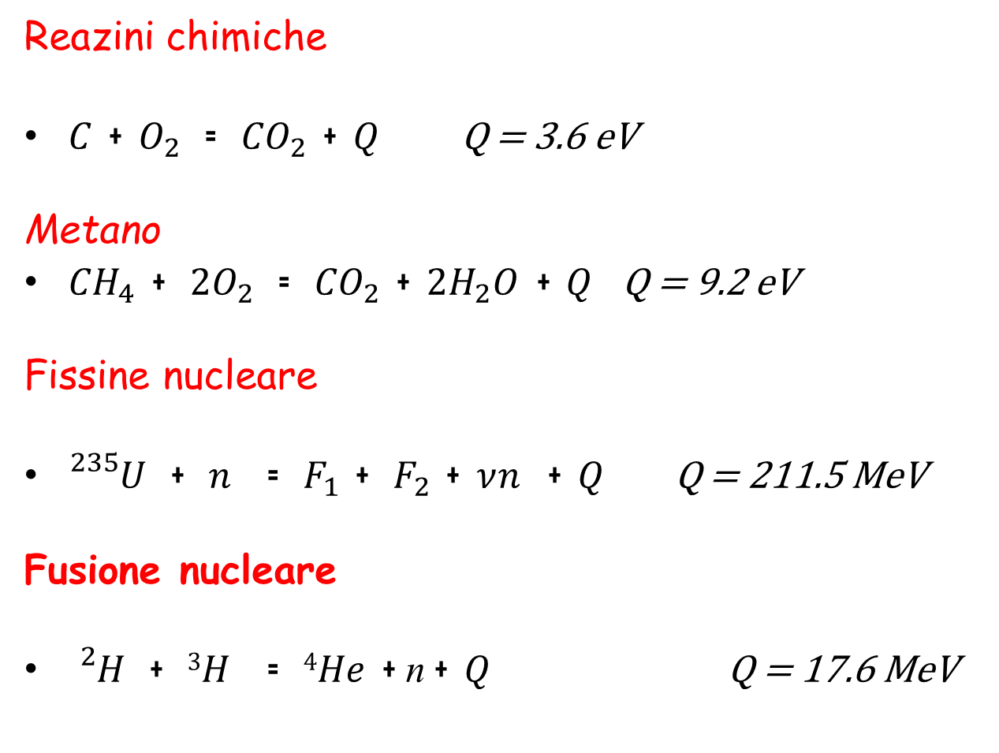 Reazini chimiche
• C + O₂ = CO₂ + Q Q = 3.6 eV
Metano
• CH₄ + 2O₂ = CO₂ + 2H₂O + Q Q = 9.2 eV
Fissine nucleare
• ²³⁵U + n = F₁ + F₂ + νn + Q Q = 211.5 MeV
Fusione nucleare
• ²H + ³H = ⁴He + n + Q Q = 17.6 MeV